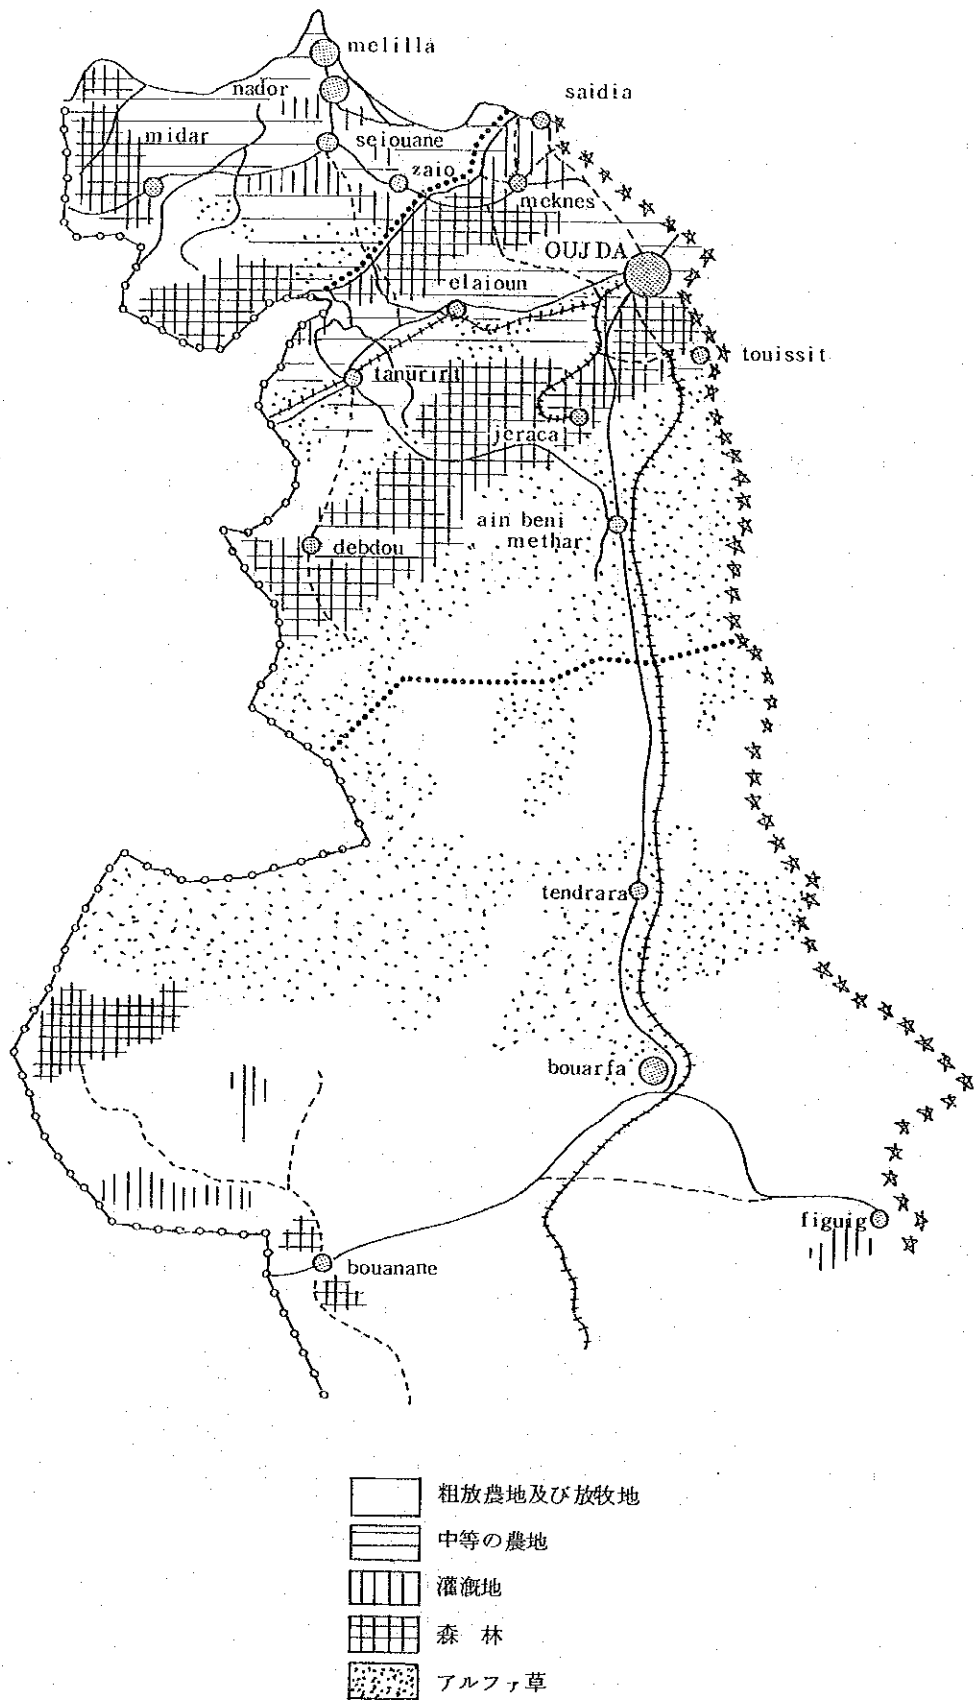 melilla
nador
saidia
midar
seiouane
zaio
mcknes
OUJDA
elaioun
touissit
tanurirt
jeraca
ain beni
methar
debdou
tendrara
bouarfa
figuig
bouanane
粗放農地及び放牧地
中等の農地
灌漑地
森 林
アルファ草